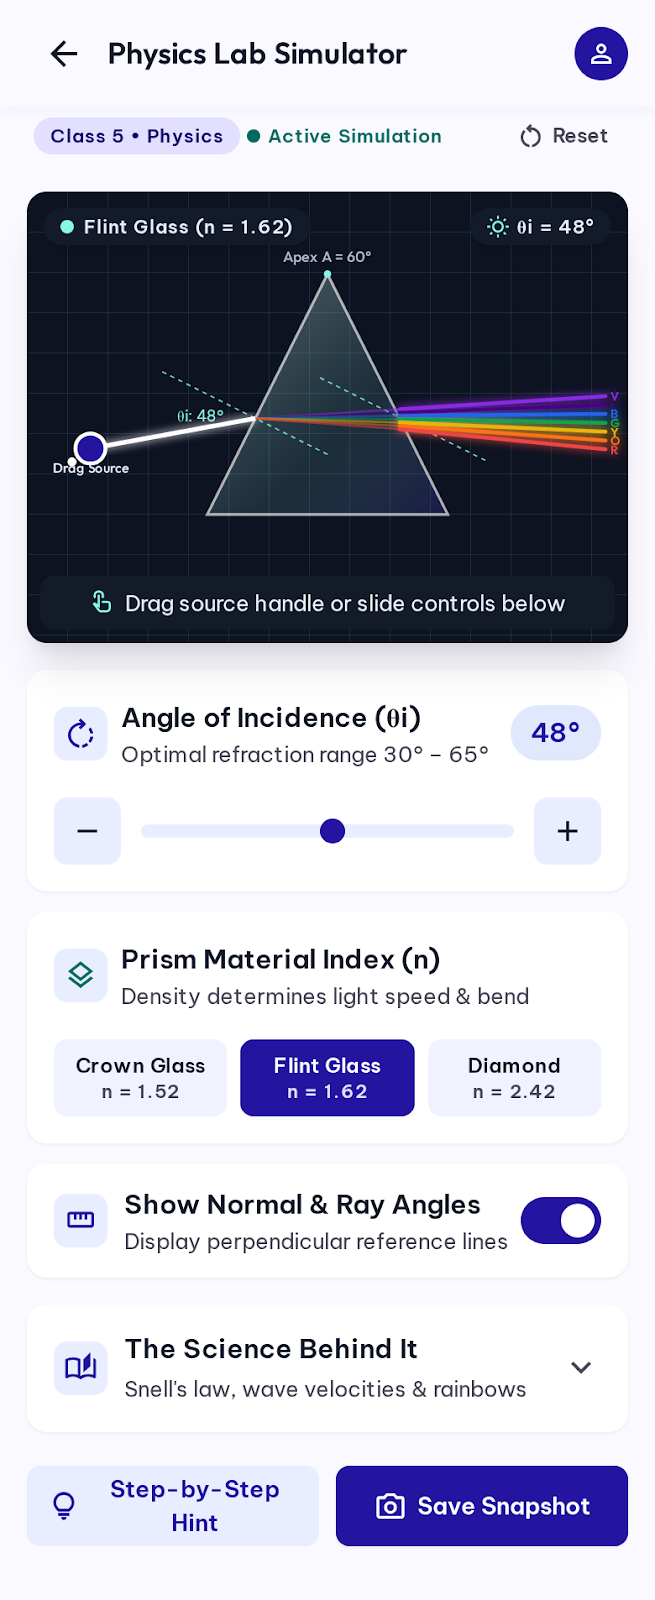 Physics Lab Simulator
Class 5 • Physics
Active Simulation
Reset
Flint Glass (n = 1.62)
θi = 48°
Apex A = 60°
θi: 48°
Drag Source
V
B
G
Y
O
R
Drag source handle or slide controls below
Angle of Incidence (θi)
Optimal refraction range 30° – 65°
48°
−
+
Prism Material Index (n)
Density determines light speed & bend
Crown Glass
n = 1.52
Flint Glass
n = 1.62
Diamond
n = 2.42
Show Normal & Ray Angles
Display perpendicular reference lines
The Science Behind It
Snell's law, wave velocities & rainbows
Step-by-Step
Hint
Save Snapshot